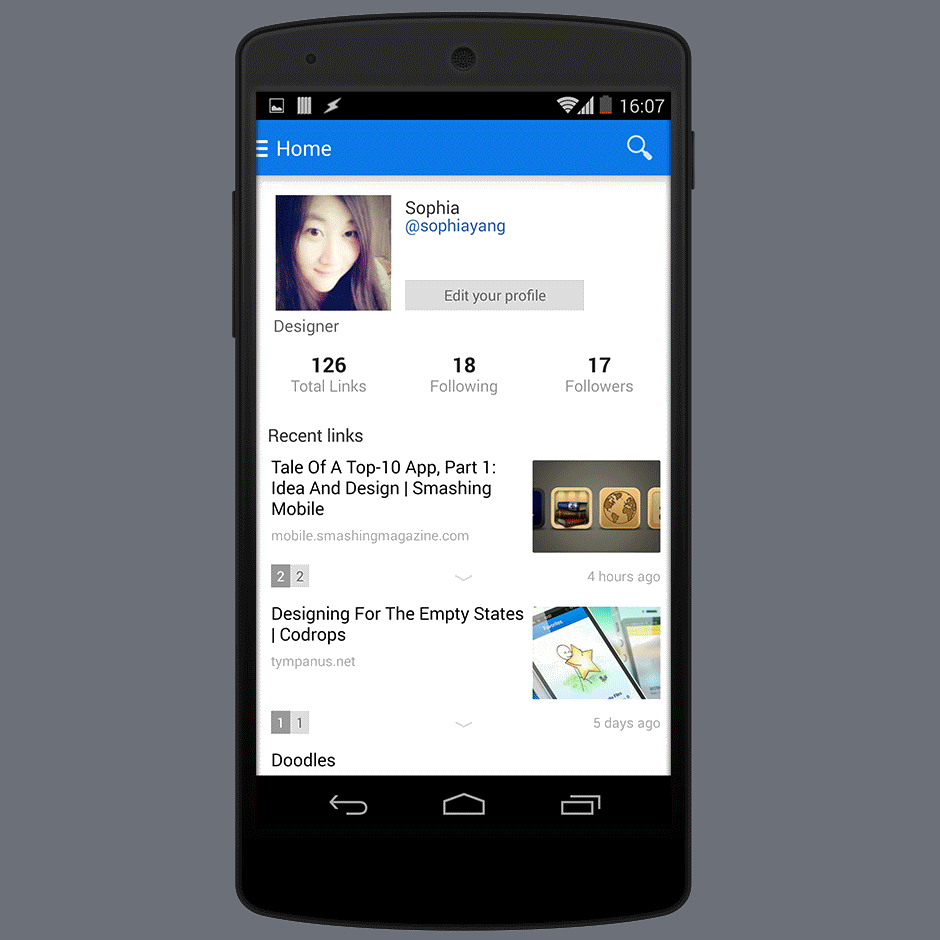 16:07
Home
Sophia
@sophiayang
Edit your profile
Designer
126
Total Links
18
Following
17
Followers
Recent links
Tale Of A Top-10 App, Part 1:
Idea And Design | Smashing
Mobile
mobile.smashingmagazine.com
2 2
4 hours ago
Designing For The Empty States
| Codrops
tympanus.net
Favorites
1 1
5 days ago
Doodles